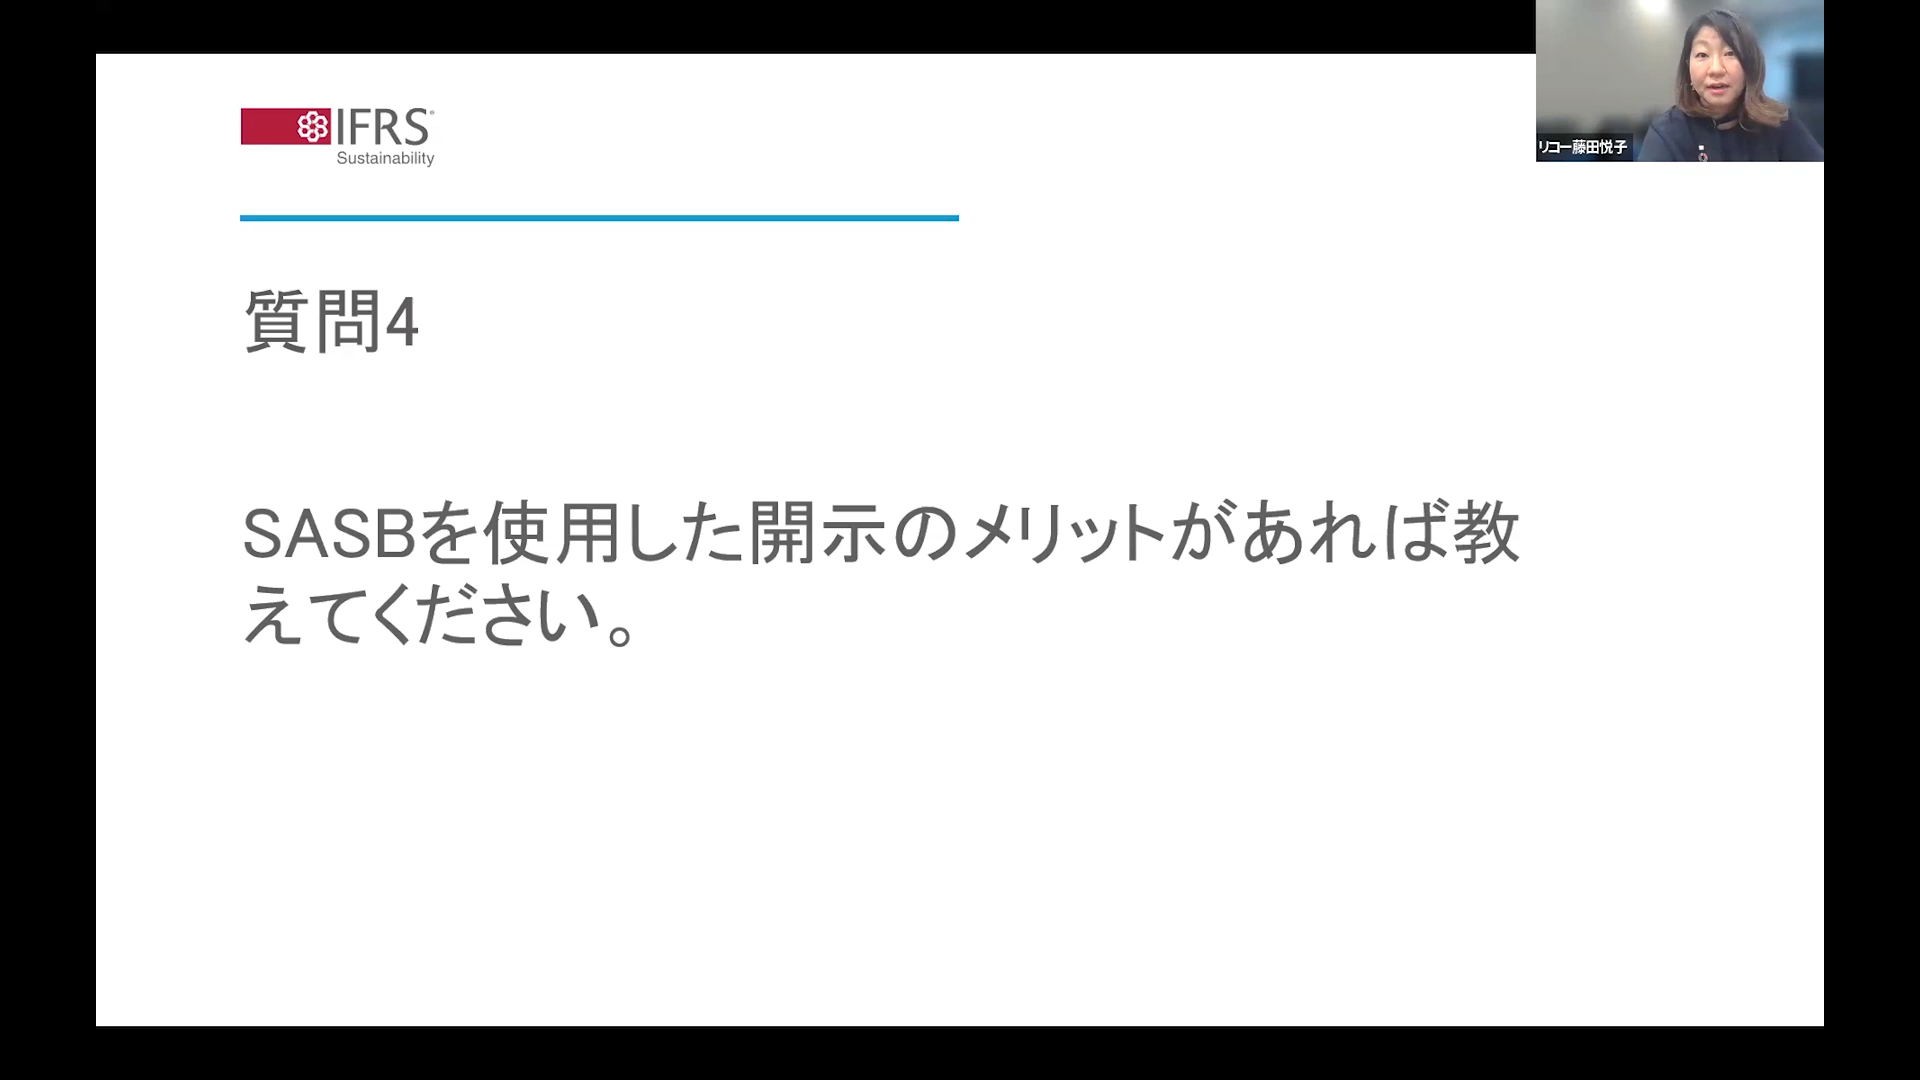 IFRS
Sustainability
リコー藤田悦子
質問4
SASBを使用した開示のメリットがあれば教
えてください。